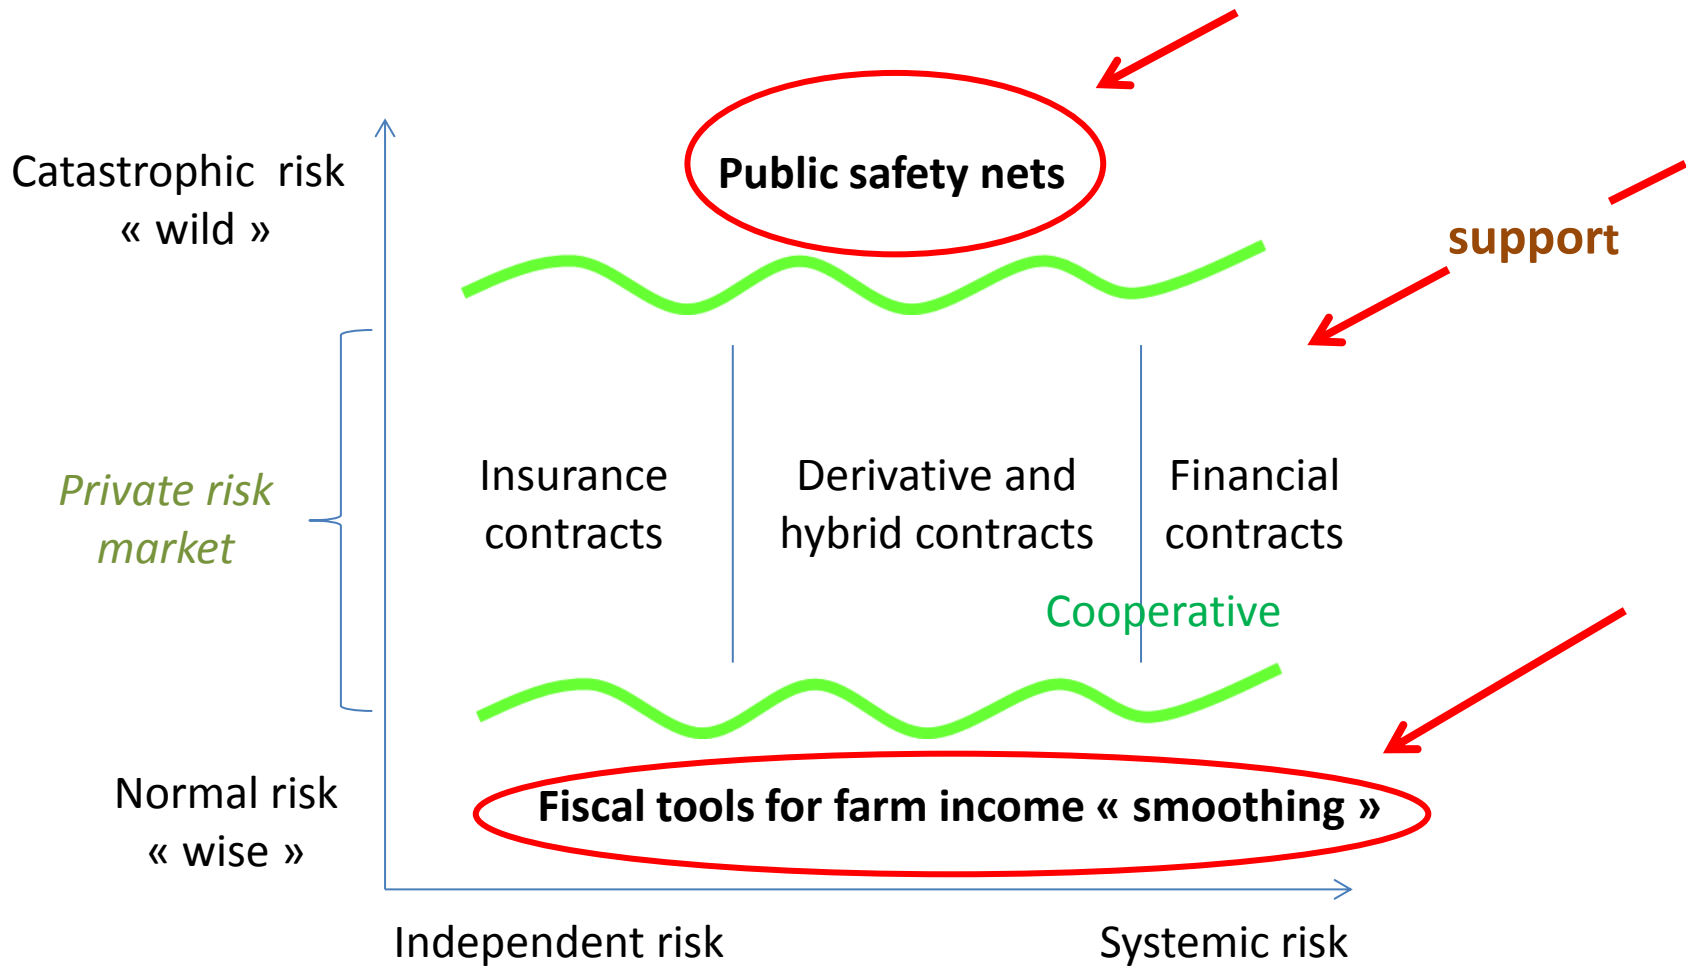 Public safety nets
Catastrophic risk
« wild »
support
Private risk
market
Insurance
contracts
Derivative and
hybrid contracts
Financial
contracts
Cooperative
Normal risk
« wise »
Fiscal tools for farm income « smoothing »
Independent risk
Systemic risk